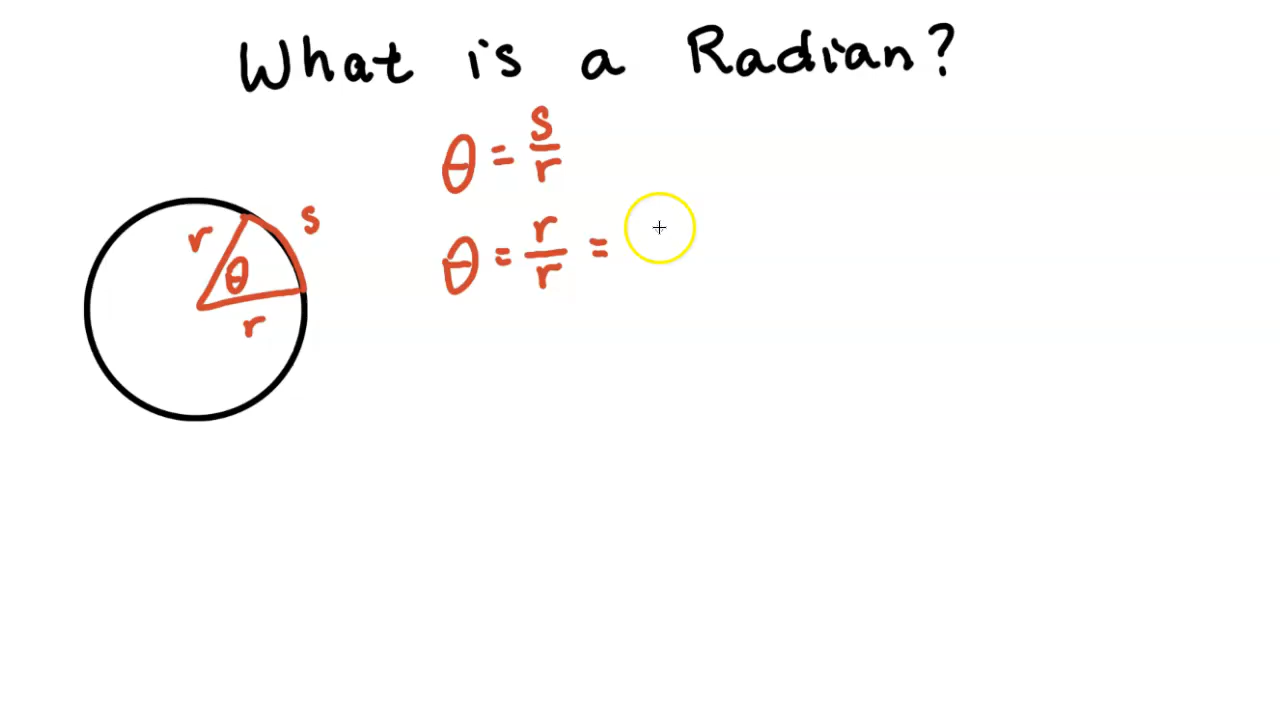 What is a Radian?
θ = s/r
r s
θ
r
θ = r/r =